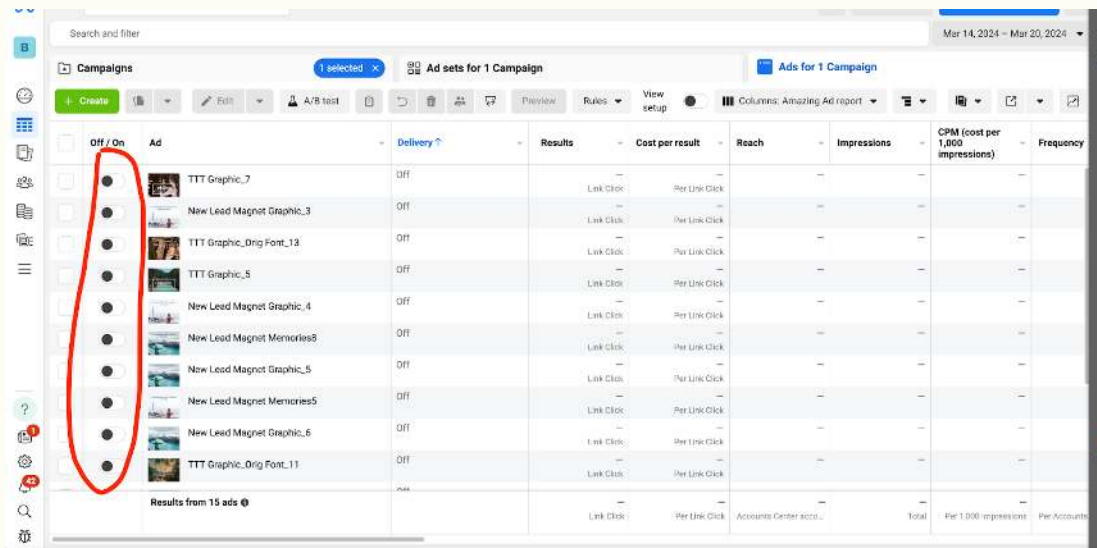 Search and filter
Mar 14, 2024 – Mar 20, 2024
B
Campaigns
1 selected ×
Ad sets for 1 Campaign
Ads for 1 Campaign
+ Create
Edit
A/B test
Preview
Rules
View setup
Columns: Amazing Ad report
Off / On
Ad
Delivery ↑
Results
Cost per result
Reach
Impressions
CPM (cost per
1,000
impressions)
Frequency
TTT Graphic_7
Off
—
Link Click
—
Per Link Click
—
—
—
New Lead Magnet Graphic_3
Off
—
Link Click
—
Per Link Click
—
—
—
TTT Graphic_Orig Font_13
Off
—
Link Click
—
Per Link Click
—
—
—
TTT Graphic_5
Off
—
Link Click
—
Per Link Click
—
—
—
New Lead Magnet Graphic_4
Off
—
Link Click
—
Per Link Click
—
—
—
New Lead Magnet Memories8
Off
—
Link Click
—
Per Link Click
—
—
—
New Lead Magnet Graphic_5
Off
—
Link Click
—
Per Link Click
—
—
—
New Lead Magnet Memories5
Off
—
Link Click
—
Per Link Click
—
—
—
New Lead Magnet Graphic_6
Off
—
Link Click
—
Per Link Click
—
—
—
TTT Graphic_Orig Font_11
Off
—
Link Click
—
Per Link Click
—
—
—
Results from 15 ads
—
Link Click
—
Per Link Click
—
Accounts Center acco...
—
Total
—
Per 1,000 Impressions
Per Accounts
?
1
42